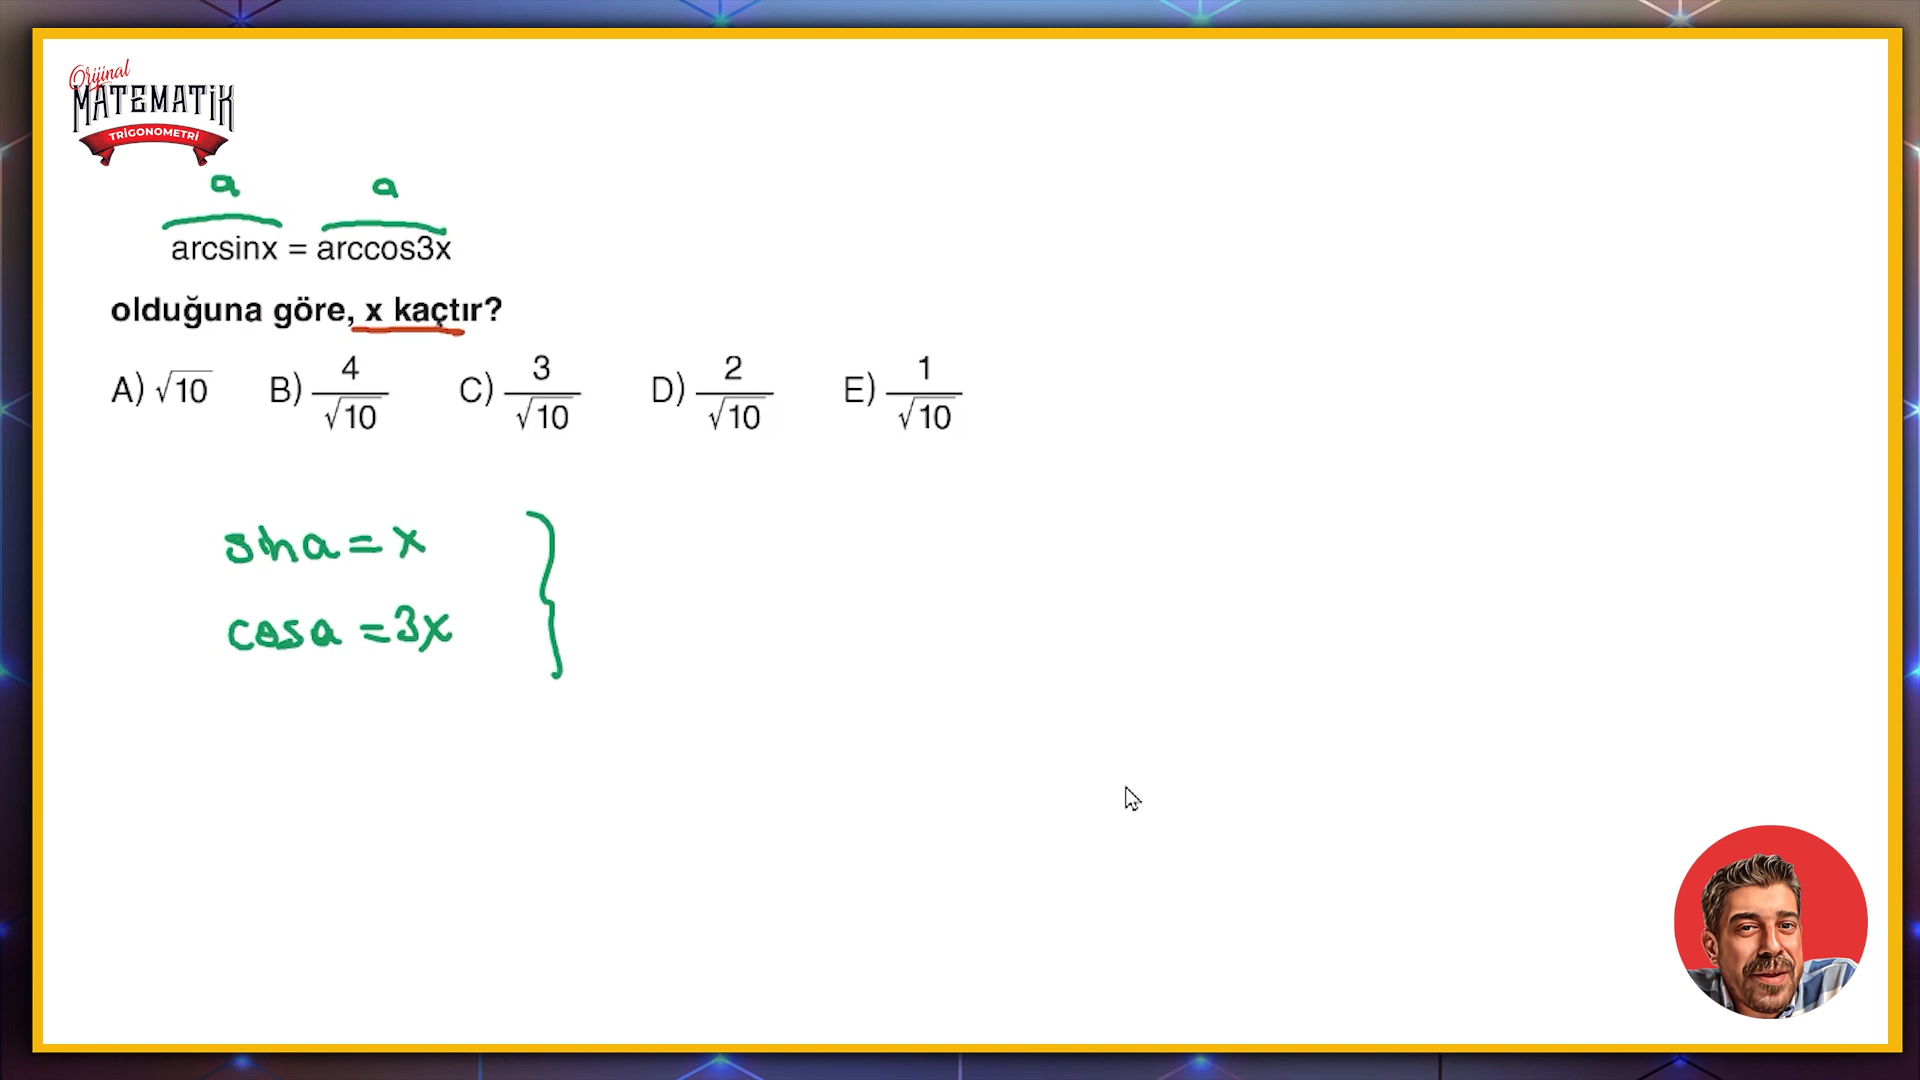 Orijinal
MATEMATİK
TRİGONOMETRİ
a a
arcsinx = arccos3x
olduğuna göre, x kaçtır?
A) √10 B) 4/√10 C) 3/√10 D) 2/√10 E) 1/√10
sina = x
cosa = 3x